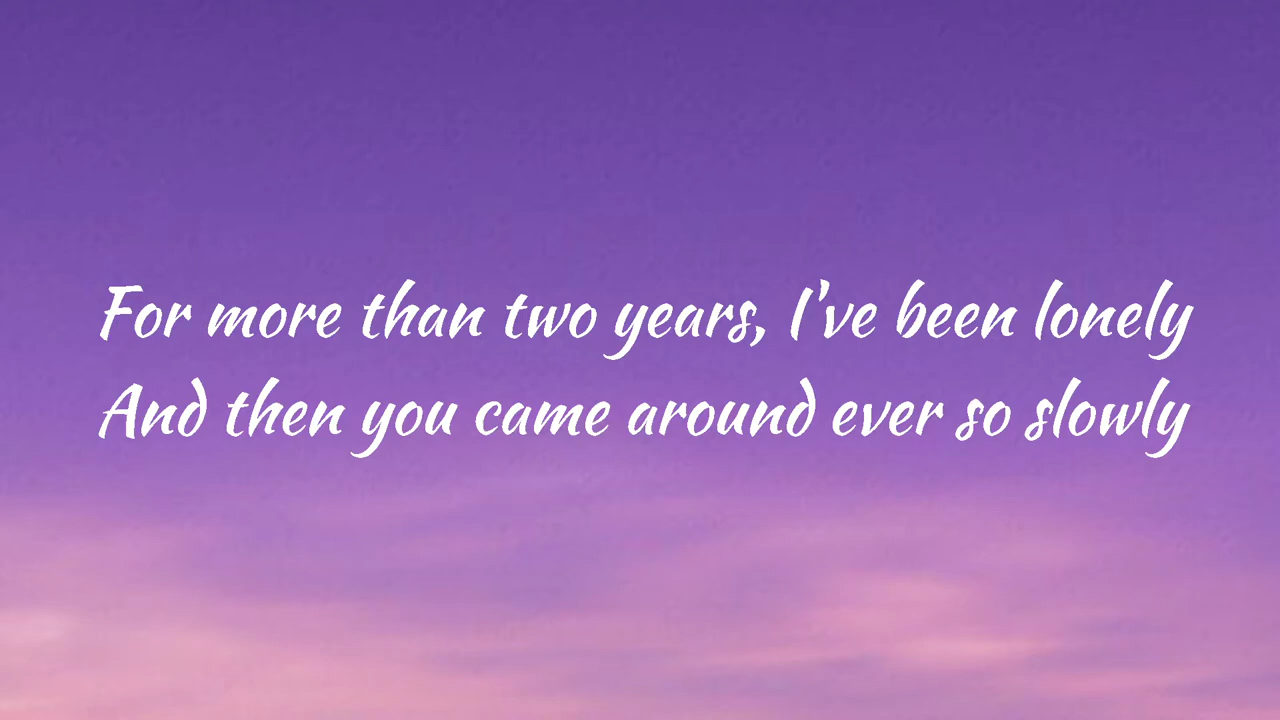 For more than two years, I've been lonely
And then you came around ever so slowly